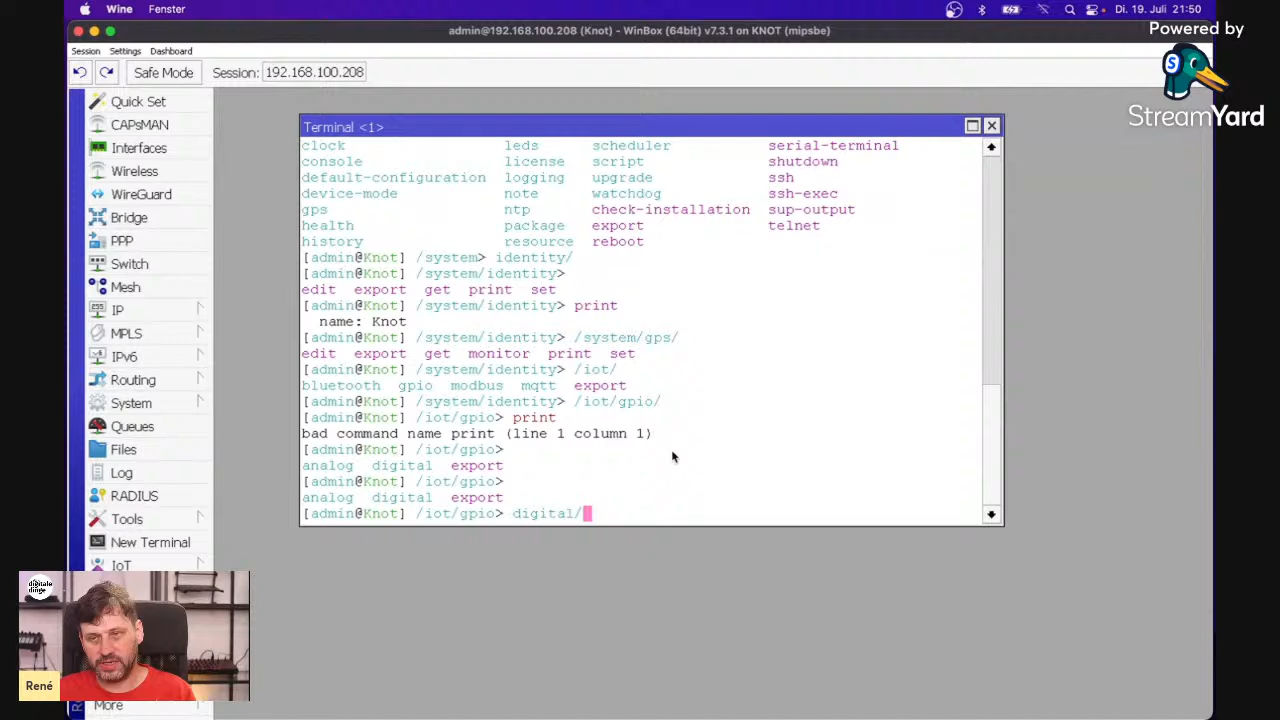 Wine Fenster Di. 19. Juli 21:50
admin@192.168.100.208 (Knot) - WinBox (64bit) v7.3.1 on KNOT (mipsbe)
Powered by
StreamYard
Session Settings Dashboard
Safe Mode Session: 192.168.100.208
Quick Set
CAPsMAN
Interfaces
Wireless
WireGuard
Bridge
PPP
Switch
Mesh
IP
MPLS
IPv6
Routing
System
Queues
Files
Log
RADIUS
Tools
New Terminal
IoT
More
Terminal <1>
clock leds scheduler serial-terminal
console license script shutdown
default-configuration logging upgrade ssh
device-mode note watchdog ssh-exec
gps ntp check-installation sup-output
health package export telnet
history resource reboot
[admin@Knot] /system> identity/
[admin@Knot] /system/identity>
edit export get print set
[admin@Knot] /system/identity> print
name: Knot
[admin@Knot] /system/identity> /system/gps/
edit export get monitor print set
[admin@Knot] /system/identity> /iot/
bluetooth gpio modbus mqtt export
[admin@Knot] /system/identity> /iot/gpio/
[admin@Knot] /iot/gpio> print
bad command name print (line 1 column 1)
[admin@Knot] /iot/gpio>
analog digital export
[admin@Knot] /iot/gpio>
analog digital export
[admin@Knot] /iot/gpio> digital/
digitale
dinge
René